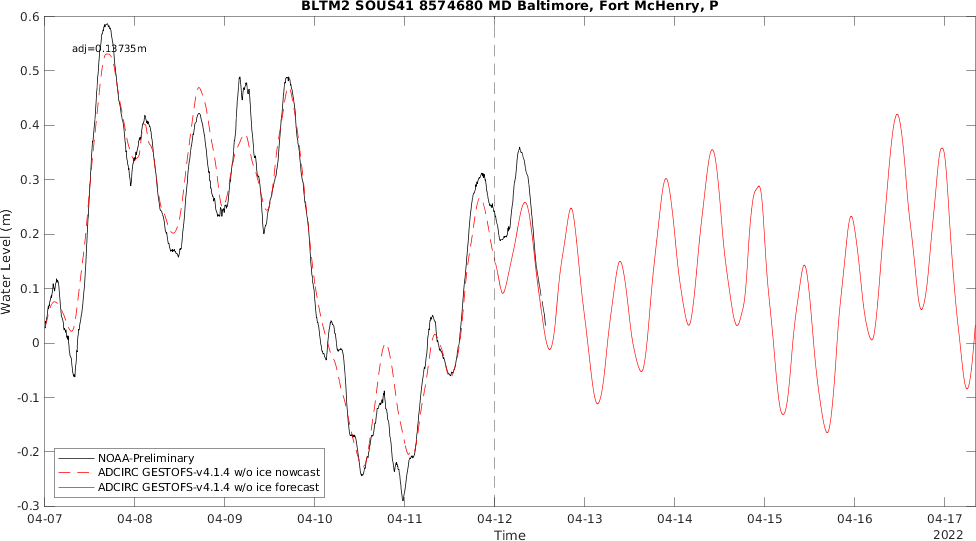 BLTM2 SOUS41 8574680 MD Baltimore, Fort McHenry, P
adj=0.13735m
0.6
0.5
0.4
0.3
0.2
0.1
0
-0.1
-0.2
-0.3
Water Level (m)
NOAA-Preliminary
ADCIRC GESTOFS-v4.1.4 w/o ice nowcast
ADCIRC GESTOFS-v4.1.4 w/o ice forecast
04-07 04-08 04-09 04-10 04-11 04-12 04-13 04-14 04-15 04-16 04-17
Time
2022